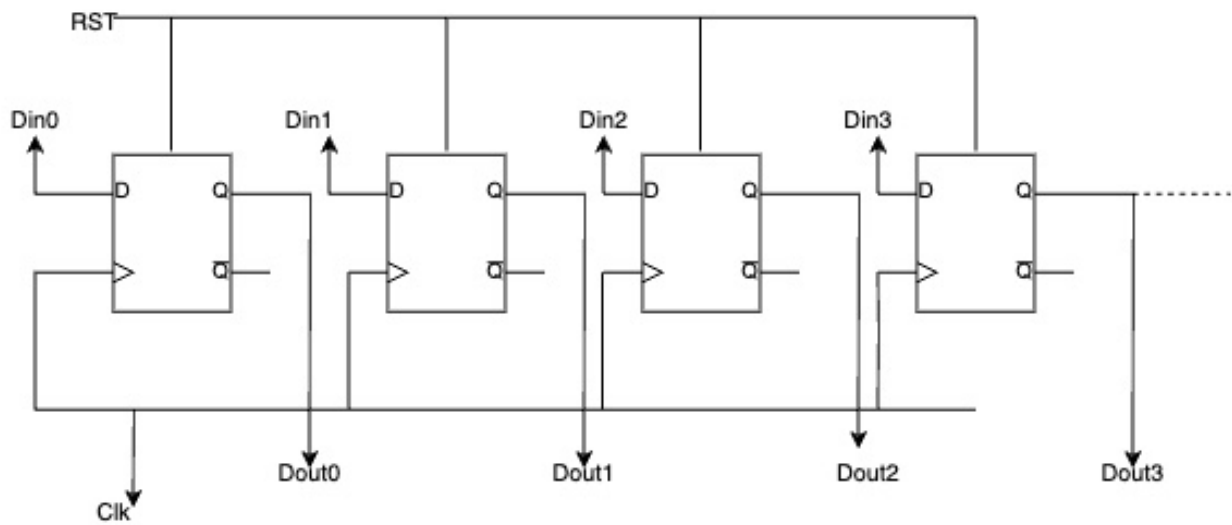 RST
Din0 Din1 Din2 Din3
D Q D Q D Q D Q
Q̅ Q̅ Q̅ Q̅
Dout0 Dout1 Dout2 Dout3
Clk